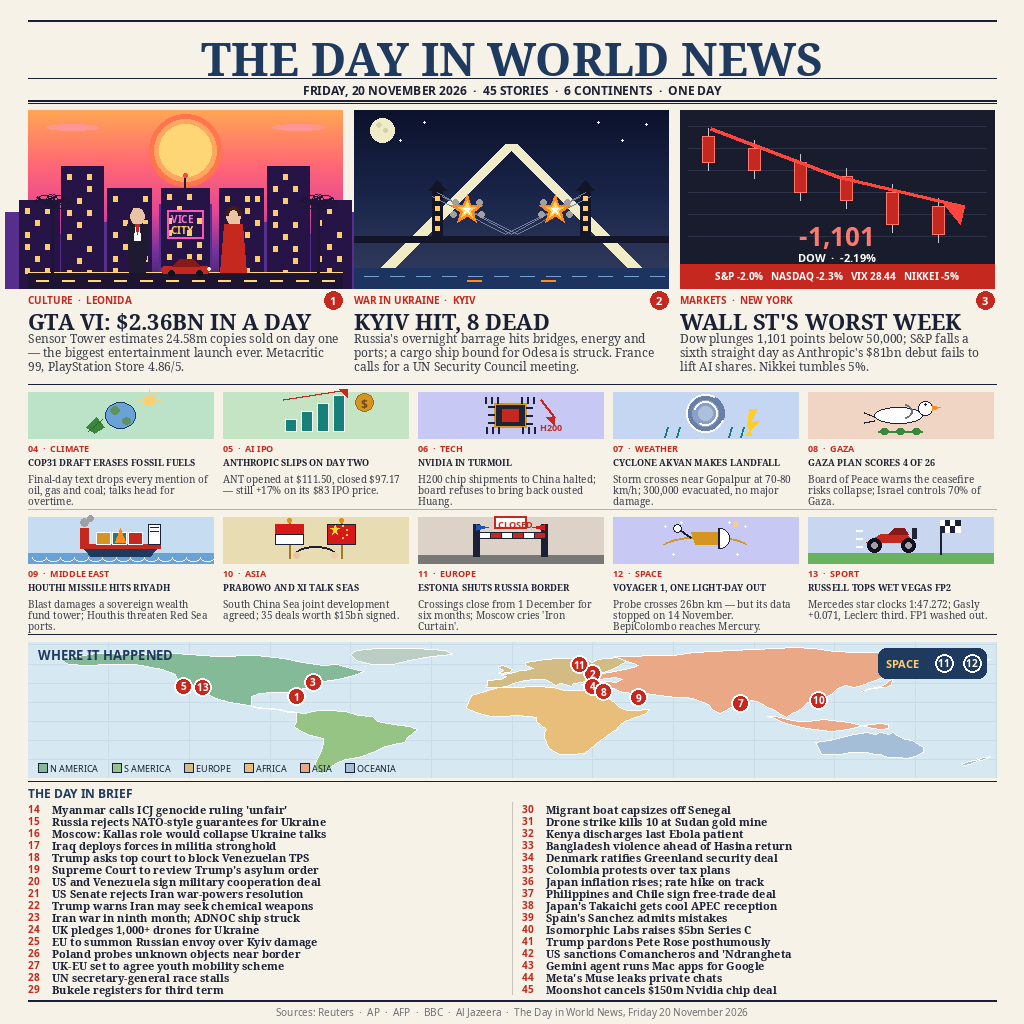 THE DAY IN WORLD NEWS
FRIDAY, 20 NOVEMBER 2026 · 45 STORIES · 6 CONTINENTS · ONE DAY
VICE
CITY
-1,101
DOW · -2.19%
S&P -2.0% NASDAQ -2.3% VIX 28.44 NIKKEI -5%
CULTURE · LEONIDA
1
GTA VI: $2.36BN IN A DAY
Sensor Tower estimates 24.58m copies sold on day one
— the biggest entertainment launch ever. Metacritic
99, PlayStation Store 4.86/5.
WAR IN UKRAINE · KYIV
2
KYIV HIT, 8 DEAD
Russia's overnight barrage hits bridges, energy and
ports; a cargo ship bound for Odesa is struck. France
calls for a UN Security Council meeting.
MARKETS · NEW YORK
3
WALL ST'S WORST WEEK
Dow plunges 1,101 points below 50,000; S&P falls a
sixth straight day as Anthropic's $81bn debut fails to
lift AI shares. Nikkei tumbles 5%.
04 · CLIMATE
COP31 DRAFT ERASES FOSSIL FUELS
Final-day text drops every mention of
oil, gas and coal; talks head for
overtime.
$
05 · AI IPO
ANTHROPIC SLIPS ON DAY TWO
ANT opened at $111.50, closed $97.17
— still +17% on its $83 IPO price.
H200
06 · TECH
NVIDIA IN TURMOIL
H200 chip shipments to China halted;
board refuses to bring back ousted
Huang.
07 · WEATHER
CYCLONE AKVAN MAKES LANDFALL
Storm crosses near Gopalpur at 70-80
km/h; 300,000 evacuated, no major
damage.
08 · GAZA
GAZA PLAN SCORES 4 OF 26
Board of Peace warns the ceasefire
risks collapse; Israel controls 70% of
Gaza.
09 · MIDDLE EAST
HOUTHI MISSILE HITS RIYADH
Blast damages a sovereign wealth
fund tower; Houthis threaten Red Sea
ports.
10 · ASIA
PRABOWO AND XI TALK SEAS
South China Sea joint development
agreed; 35 deals worth $15bn signed.
CLOSED
11 · EUROPE
ESTONIA SHUTS RUSSIA BORDER
Crossings close from 1 December for
six months; Moscow cries 'Iron
Curtain'.
12 · SPACE
VOYAGER 1, ONE LIGHT-DAY OUT
Probe crosses 26bn km — but its data
stopped on 14 November.
BepiColombo reaches Mercury.
13 · SPORT
RUSSELL TOPS WET VEGAS FP2
Mercedes star clocks 1:47.272; Gasly
+0.071, Leclerc third. FP1 washed out.
WHERE IT HAPPENED
SPACE 11 12
5 13 1 3 11 2 4 8 9 7 10
N AMERICA S AMERICA EUROPE AFRICA ASIA OCEANIA
THE DAY IN BRIEF
14 Myanmar calls ICJ genocide ruling 'unfair'
15 Russia rejects NATO-style guarantees for Ukraine
16 Moscow: Kallas role would collapse Ukraine talks
17 Iraq deploys forces in militia stronghold
18 Trump asks top court to block Venezuelan TPS
19 Supreme Court to review Trump's asylum order
20 US and Venezuela sign military cooperation deal
21 US Senate rejects Iran war-powers resolution
22 Trump warns Iran may seek chemical weapons
23 Iran war in ninth month; ADNOC ship struck
24 UK pledges 1,000+ drones for Ukraine
25 EU to summon Russian envoy over Kyiv damage
26 Poland probes unknown objects near border
27 UK-EU set to agree youth mobility scheme
28 UN secretary-general race stalls
29 Bukele registers for third term
30 Migrant boat capsizes off Senegal
31 Drone strike kills 10 at Sudan gold mine
32 Kenya discharges last Ebola patient
33 Bangladesh violence ahead of Hasina return
34 Denmark ratifies Greenland security deal
35 Colombia protests over tax plans
36 Japan inflation rises; rate hike on track
37 Philippines and Chile sign free-trade deal
38 Japan's Takaichi gets cool APEC reception
39 Spain's Sanchez admits mistakes
40 Isomorphic Labs raises $5bn Series C
41 Trump pardons Pete Rose posthumously
42 US sanctions Comancheros and 'Ndrangheta
43 Gemini agent runs Mac apps for Google
44 Meta's Muse leaks private chats
45 Moonshot cancels $150m Nvidia chip deal
Sources: Reuters · AP · AFP · BBC · Al Jazeera · The Day in World News, Friday 20 November 2026